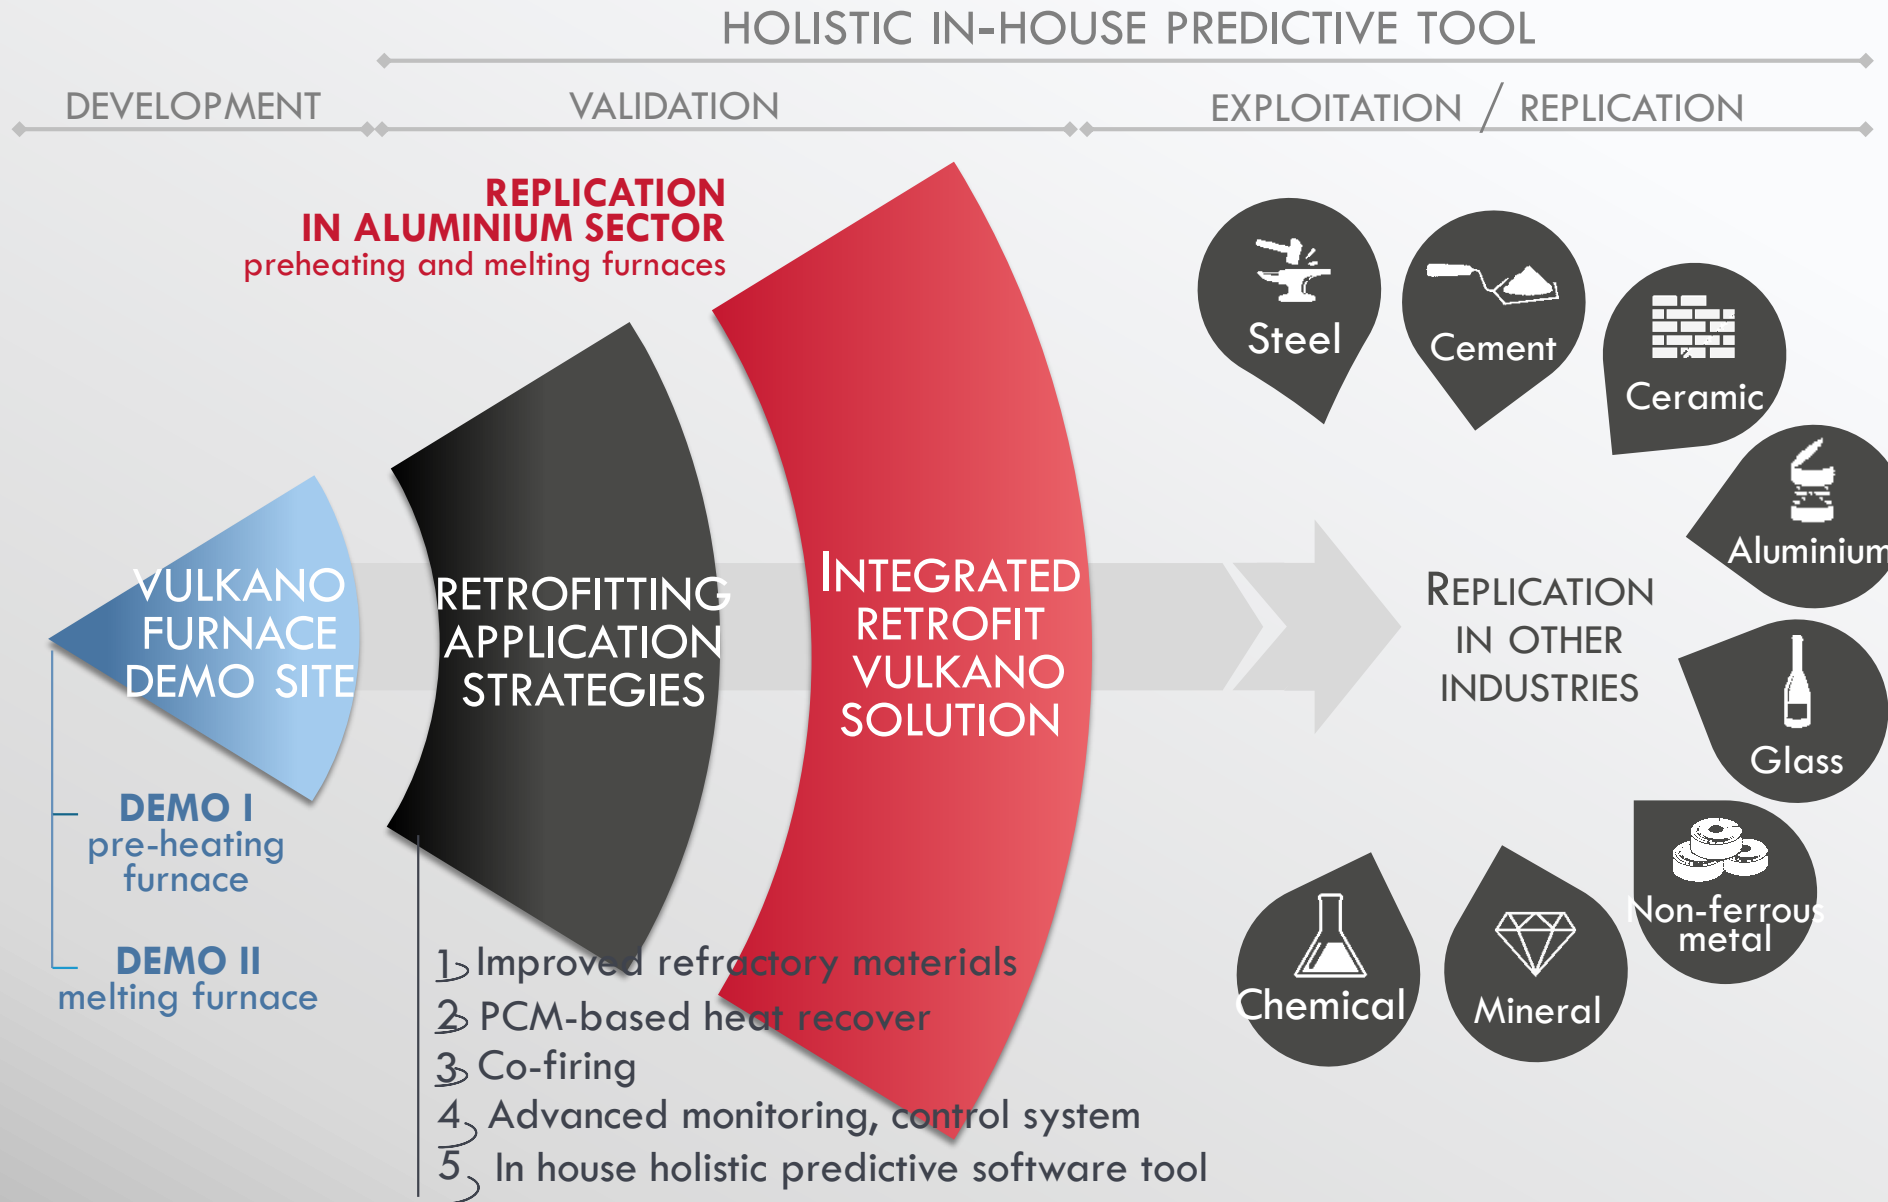 HOLISTIC IN-HOUSE PREDICTIVE TOOL
DEVELOPMENT
VALIDATION
EXPLOITATION / REPLICATION
REPLICATION
IN ALUMINIUM SECTOR
preheating and melting furnaces
VULKANO
FURNACE
DEMO SITE
DEMO I
pre-heating
furnace
DEMO II
melting furnace
RETROFITTING
APPLICATION
STRATEGIES
1 Improved refractory materials
2 PCM-based heat recover
3 Co-firing
4 Advanced monitoring, control system
5 In house holistic predictive software tool
INTEGRATED
RETROFIT
VULKANO
SOLUTION
REPLICATION
IN OTHER
INDUSTRIES
Steel
Cement
Ceramic
Aluminium
Glass
Non-ferrous
metal
Mineral
Chemical